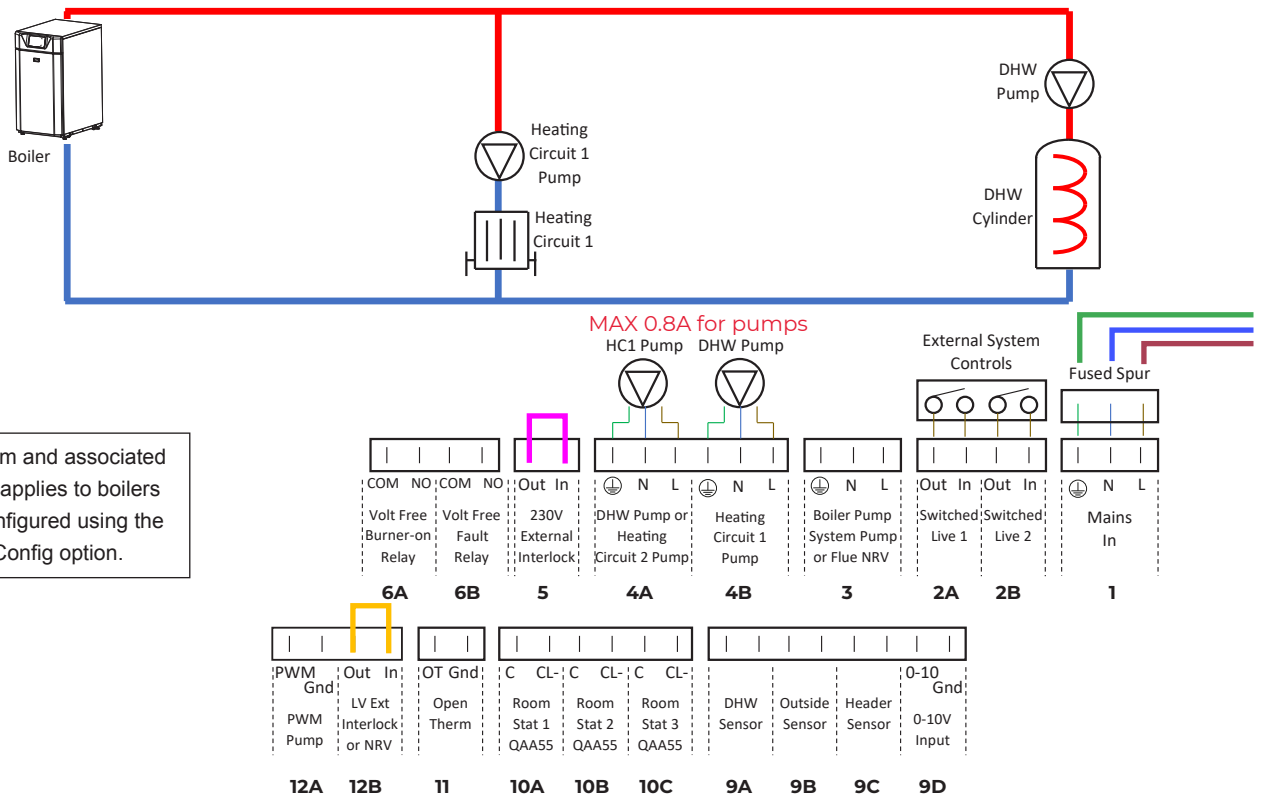 DHW
Pump
Boiler
Heating
Circuit 1
Pump
Heating
Circuit 1
DHW
Cylinder
MAX 0.8A for pumps
HC1 Pump DHW Pump
External System
Controls
Fused Spur
m and associated
applies to boilers
nfigured using the
Config option.
COM NO COM NO Out In N L N L N L Out In Out In N L
Volt Free
Burner-on
Relay
Volt Free
Fault
Relay
230V
External
Interlock
DHW Pump or
Heating
Circuit 2 Pump
Heating
Circuit 1
Pump
Boiler Pump
System Pump
or Flue NRV
Switched
Live 1
Switched
Live 2
Mains
In
6A 6B 5 4A 4B 3 2A 2B 1
PWM
Gnd
Out In OT Gnd C CL- C CL- C CL- 0-10
Gnd
PWM
Pump
LV Ext
Interlock
or NRV
Open
Therm
Room
Stat 1
QAA55
Room
Stat 2
QAA55
Room
Stat 3
QAA55
DHW
Sensor
Outside
Sensor
Header
Sensor
0-10V
Input
12A 12B 11 10A 10B 10C 9A 9B 9C 9D